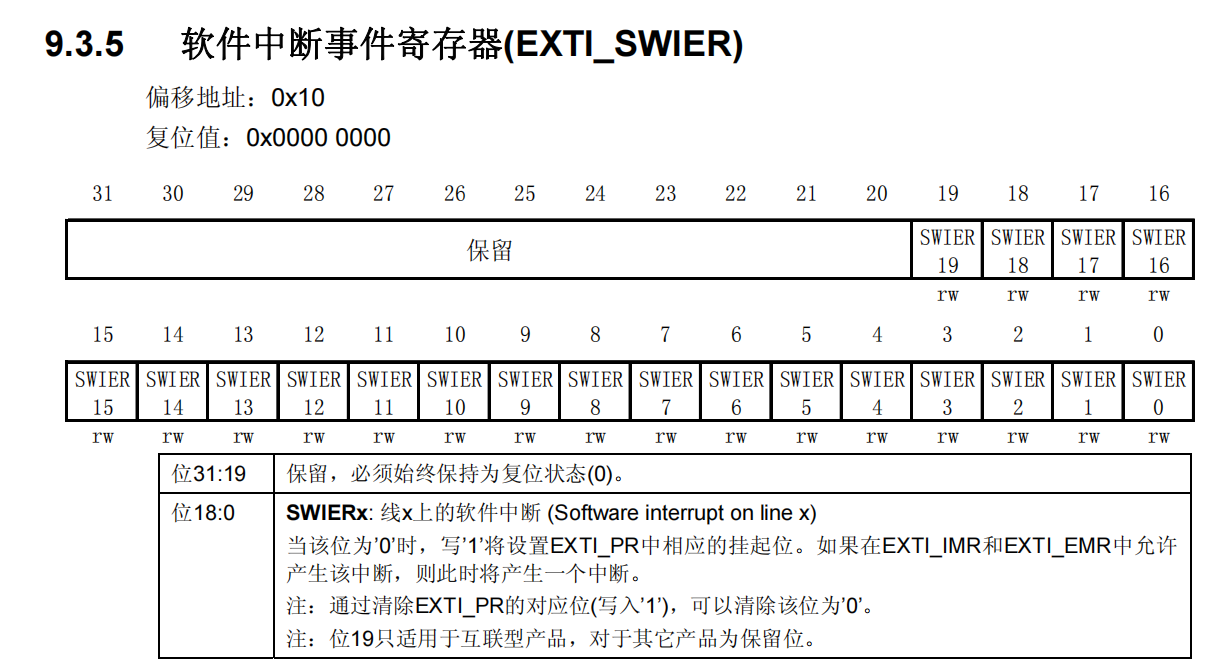 9.3.5 软件中断事件寄存器(EXTI_SWIER)
偏移地址：0x10
复位值：0x0000 0000
31 30 29 28 27 26 25 24 23 22 21 20 19 18 17 16
保留 SWIER 19 SWIER 18 SWIER 17 SWIER 16
rw rw rw rw
15 14 13 12 11 10 9 8 7 6 5 4 3 2 1 0
SWIER 15 SWIER 14 SWIER 13 SWIER 12 SWIER 11 SWIER 10 SWIER 9 SWIER 8 SWIER 7 SWIER 6 SWIER 5 SWIER 4 SWIER 3 SWIER 2 SWIER 1 SWIER 0
rw rw rw rw rw rw rw rw rw rw rw rw rw rw rw rw
位31:19 保留，必须始终保持为复位状态(0)。
位18:0 SWIERx: 线x上的软件中断 (Software interrupt on line x)
当该位为'0'时，写'1'将设置EXTI_PR中相应的挂起位。如果在EXTI_IMR和EXTI_EMR中允许
产生该中断，则此时将产生一个中断。
注：通过清除EXTI_PR的对应位(写入'1')，可以清除该位为'0'。
注：位19只适用于互联型产品，对于其它产品为保留位。